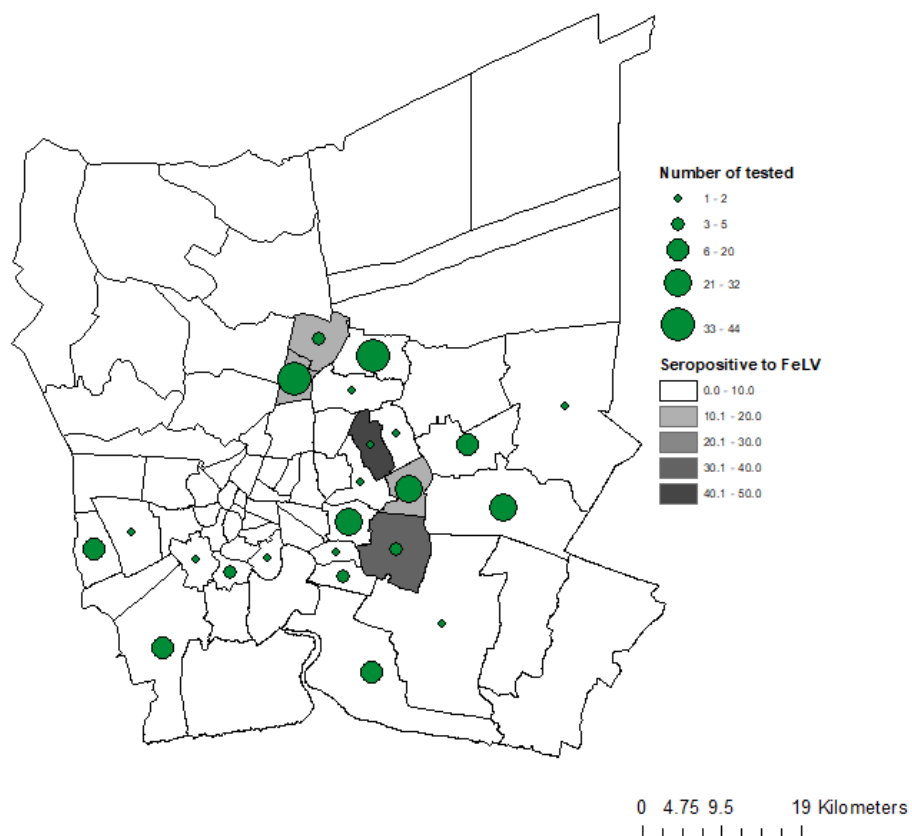 Number of tested
1 - 2
3 - 5
6 - 20
21 - 32
33 - 44
Seropositive to FeLV
0.0 - 10.0
10.1 - 20.0
20.1 - 30.0
30.1 - 40.0
40.1 - 50.0
0 4.75 9.5 19 Kilometers